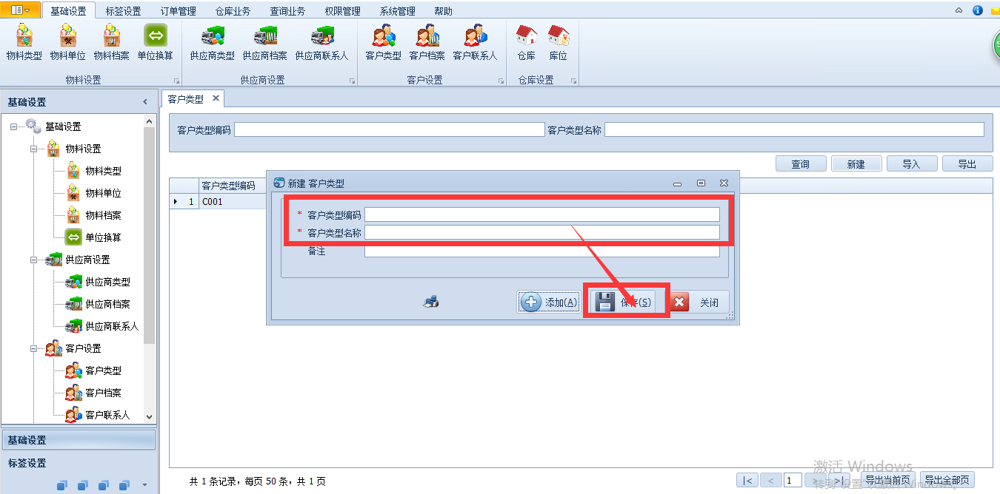 基础设置 标签设置 订单管理 仓库业务 查询业务 权限管理 系统管理 帮助
物料类型 物料单位 物料档案 单位换算 供应商类型 供应商档案 供应商联系人 客户类型 客户档案 客户联系人 仓库 库位
物料设置 供应商设置 客户设置 仓库设置
基础设置
客户类型
基础设置
物料设置
物料类型
物料单位
物料档案
单位换算
供应商设置
供应商类型
供应商档案
供应商联系人
客户设置
客户类型
客户档案
客户联系人
基础设置
标签设置
客户类型编码 客户类型名称
查询 新建 导入 导出
客户类型编码
1 C001
新建 客户类型
* 客户类型编码
* 客户类型名称
备注
添加(A) 保存(S) 关闭
共 1 条记录，每页 50 条，共 1 页
|< < 1 > >| 导出当前页 导出全部页
激活 Windows